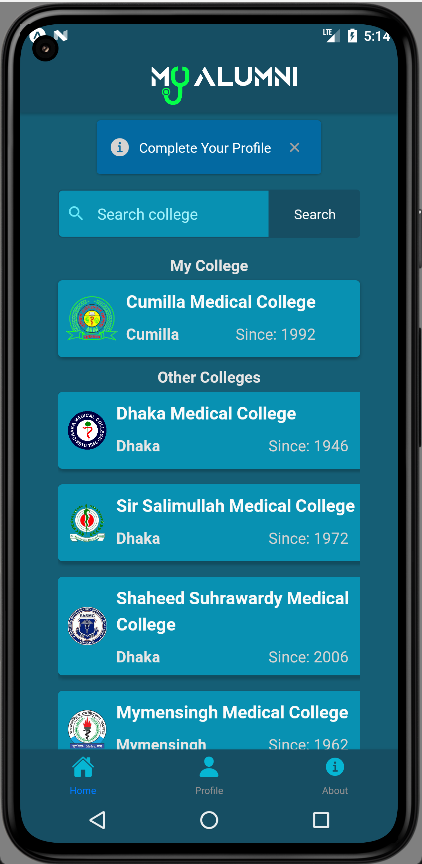 LTE 5:14
MY ALUMNI
Complete Your Profile
Search college
Search
My College
Cumilla Medical College
Cumilla
Since: 1992
Other Colleges
Dhaka Medical College
Dhaka
Since: 1946
Sir Salimullah Medical College
Dhaka
Since: 1972
Shaheed Suhrawardy Medical
College
Dhaka
Since: 2006
Mymensingh Medical College
Mymensingh
Since: 1962
Home
Profile
About